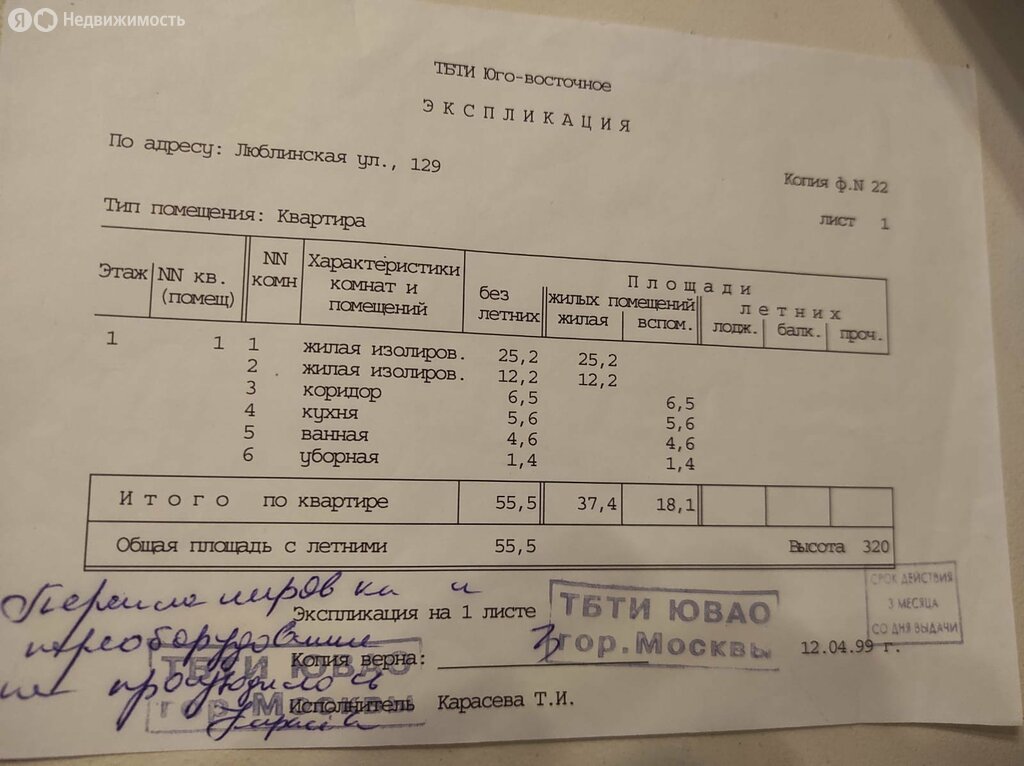 Я Недвижимость
ТБТИ Юго-восточное
ЭКСПЛИКАЦИЯ
По адресу: Люблинская ул., 129
Копия ф.N 22
лист 1
Тип помещения: Квартира
Этаж NN кв. (помещ) NN комн Характеристики комнат и помещений Площади
без летних жилых помещений летних
жилая вспом. лодж. балк. проч.
1 1 1 жилая изолиров. 25,2 25,2
2 жилая изолиров. 12,2 12,2
3 коридор 6,5 6,5
4 кухня 5,6 5,6
5 ванная 4,6 4,6
6 уборная 1,4 1,4
Итого по квартире 55,5 37,4 18,1
Общая площадь с летними 55,5 Высота 320
СРОК ДЕЙСТВИЯ
3 МЕСЯЦА
СО ДНЯ ВЫДАЧИ
Перепланировка и
переоборудование
не производилось
Экспликация на 1 листе
ТБТИ ЮВАО
гор.Москвы
12.04.99 г.
Копия верна:
ТБТИ ЮВАО
гор.Москвы
Исполнитель Карасева Т.И.